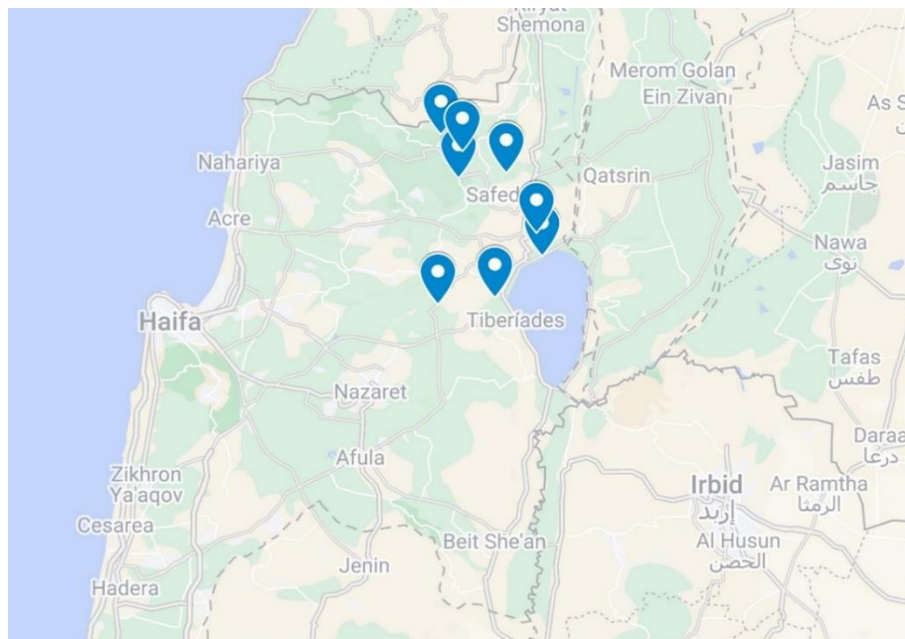 Shemona
Merom Golan
Ein Zivan
As S
Nahariya
Safed
Qatsrin
Jasim
جاسم
Acre
Nawa
نوى
Haifa
Tiberíades
Tafas
طفس
Nazaret
Daraa
درعا
Afula
Zikhron
Ya'aqov
Irbid
إربد
Ar Ramtha
الرمثا
Cesarea
Beit She'an
Al Husun
الحصن
Jenin
Hadera